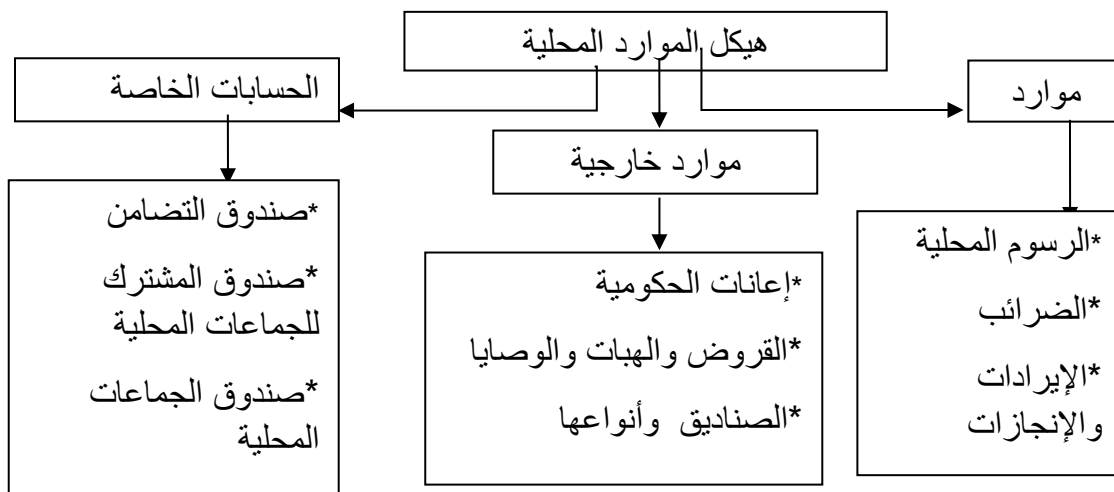 هيكل الموارد المحلية
موارد
موارد خارجية
الحسابات الخاصة
*الرسوم المحلية
*الضرائب
*الإيرادات
والإنجازات
*إعانات الحكومية
*القروض والهبات والوصايا
*الصناديق وأنواعها
*صندوق التضامن
*صندوق المشترك
للجماعات المحلية
*صندوق الجماعات
المحلية